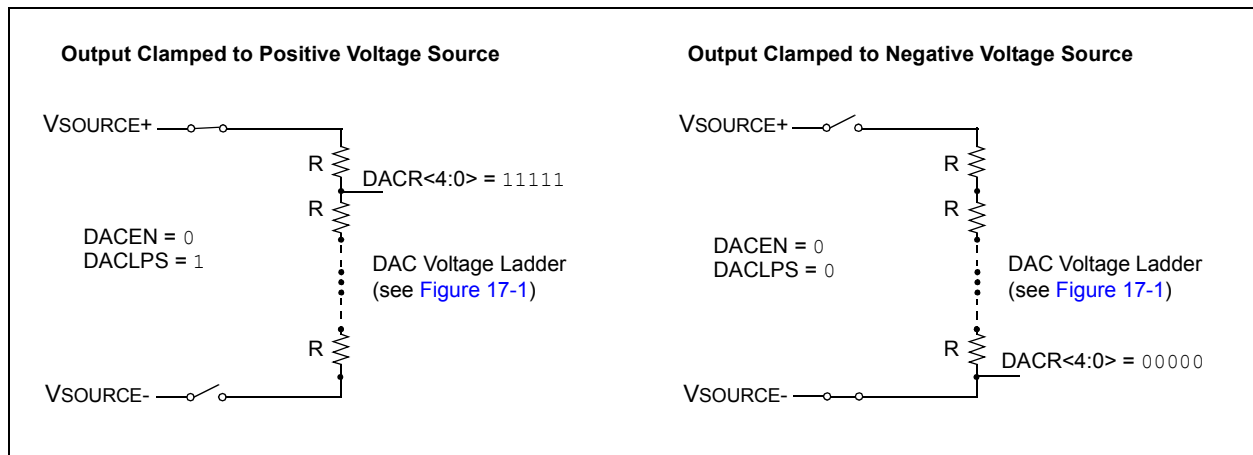 Output Clamped to Positive Voltage Source
VSOURCE+
R
DACR<4:0> = 11111
R
DACEN = 0
DACLPS = 1
DAC Voltage Ladder
(see Figure 17-1)
R
VSOURCE-
Output Clamped to Negative Voltage Source
VSOURCE+
R
R
DACEN = 0
DACLPS = 0
DAC Voltage Ladder
(see Figure 17-1)
R
DACR<4:0> = 00000
VSOURCE-